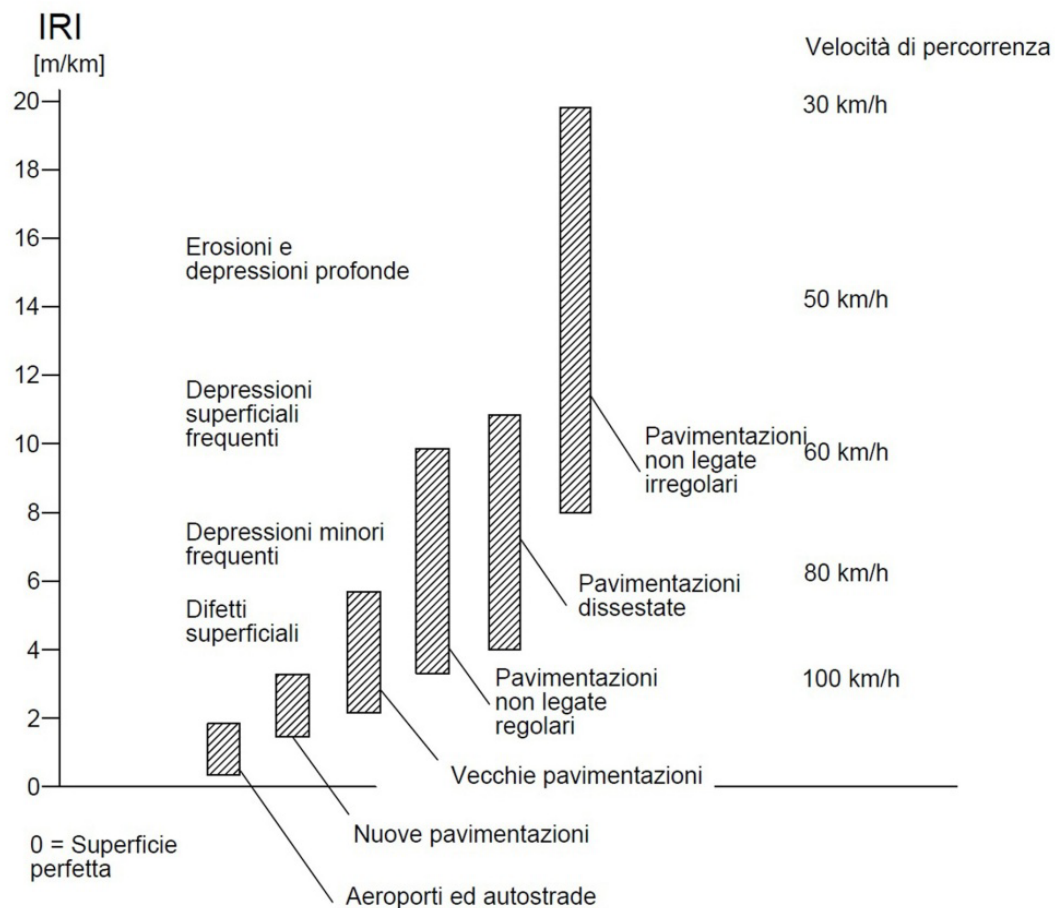 IRI
[m/km]
Velocità di percorrenza
20
30 km/h
18
16
Erosioni e
depressioni profonde
14
50 km/h
12
Depressioni
superficiali
frequenti
10
Pavimentazioni
non legate
irregolari
60 km/h
8
Depressioni minori
frequenti
6
80 km/h
Pavimentazioni
dissestate
Difetti
superficiali
4
Pavimentazioni
non legate
regolari
100 km/h
2
Vecchie pavimentazioni
0
Nuove pavimentazioni
0 = Superficie
perfetta
Aeroporti ed autostrade